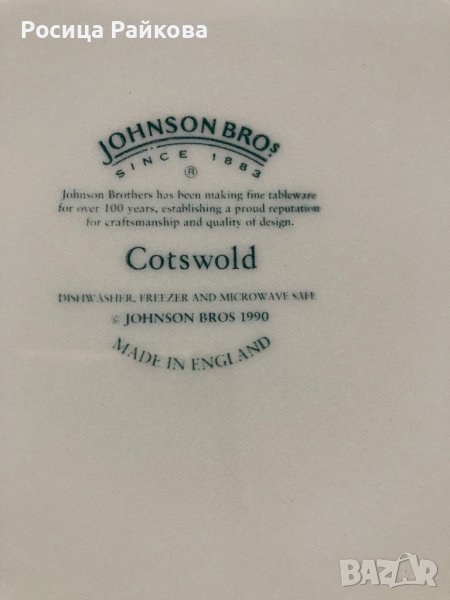 Росица Райкова
JOHNSON BROS
SINCE 1883
®
Johnson Brothers has been making fine tableware
for over 100 years, establishing a proud reputation
for craftsmanship and quality of design.
Cotswold
DISHWASHER, FREEZER AND MICROWAVE SAFE
© JOHNSON BROS 1990
MADE IN ENGLAND
BAZAR